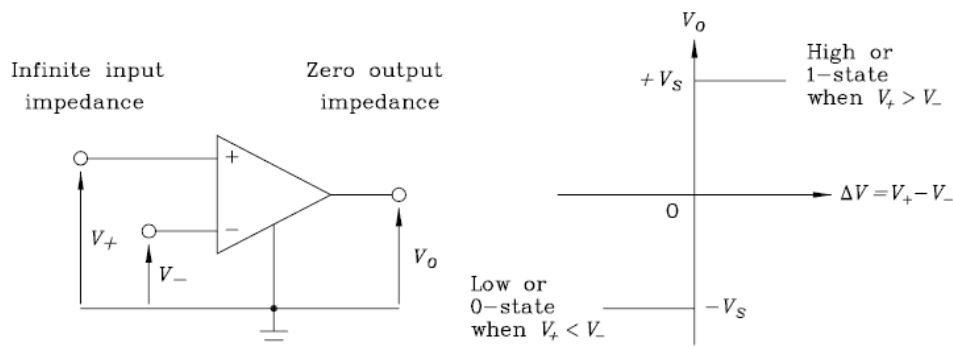 Infinite input
impedance
Zero output
impedance
+
−
V₊
V₋
Vₒ
Vₒ
High or
1−state
when V₊ > V₋
+Vₛ
0
ΔV = V₊ − V₋
Low or
0−state
when V₊ < V₋
−Vₛ